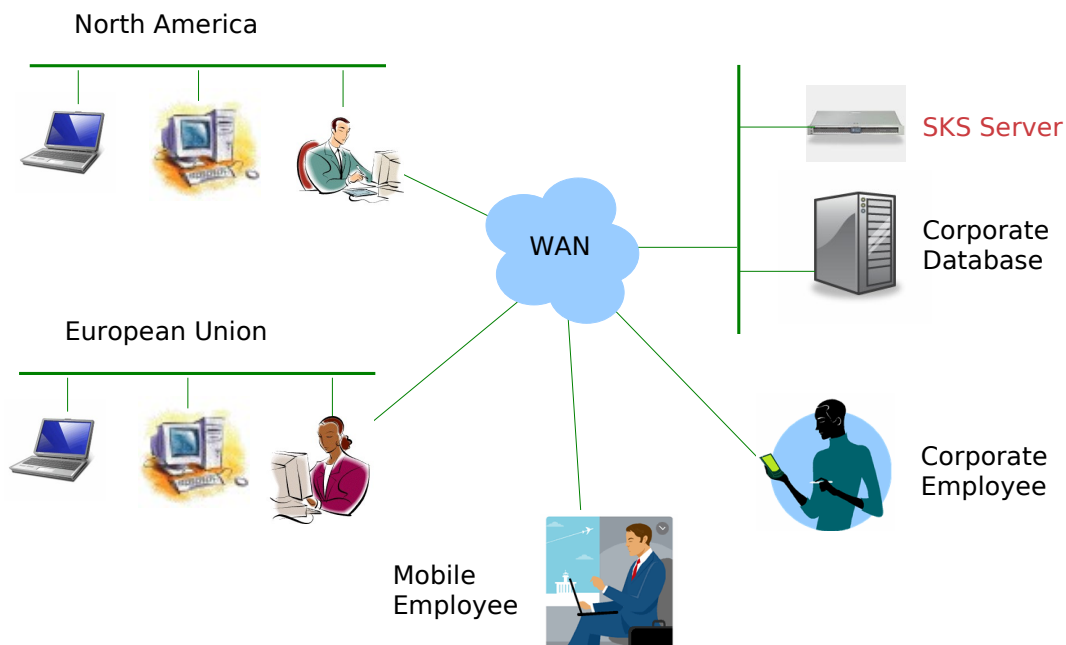 North America
SKS Server
WAN
Corporate
Database
European Union
Corporate
Employee
Mobile
Employee